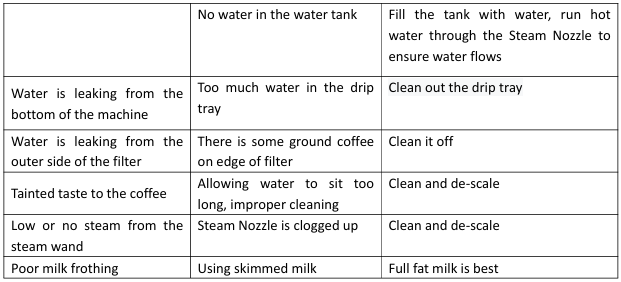 No water in the water tank
Fill the tank with water, run hot
water through the Steam Nozzle to
ensure water flows
Water is leaking from the
bottom of the machine
Too much water in the drip
tray
Clean out the drip tray
Water is leaking from the
outer side of the filter
There is some ground coffee
on edge of filter
Clean it off
Tainted taste to the coffee
Allowing water to sit too
long, improper cleaning
Clean and de-scale
Low or no steam from the
steam wand
Steam Nozzle is clogged up
Clean and de-scale
Poor milk frothing
Using skimmed milk
Full fat milk is best